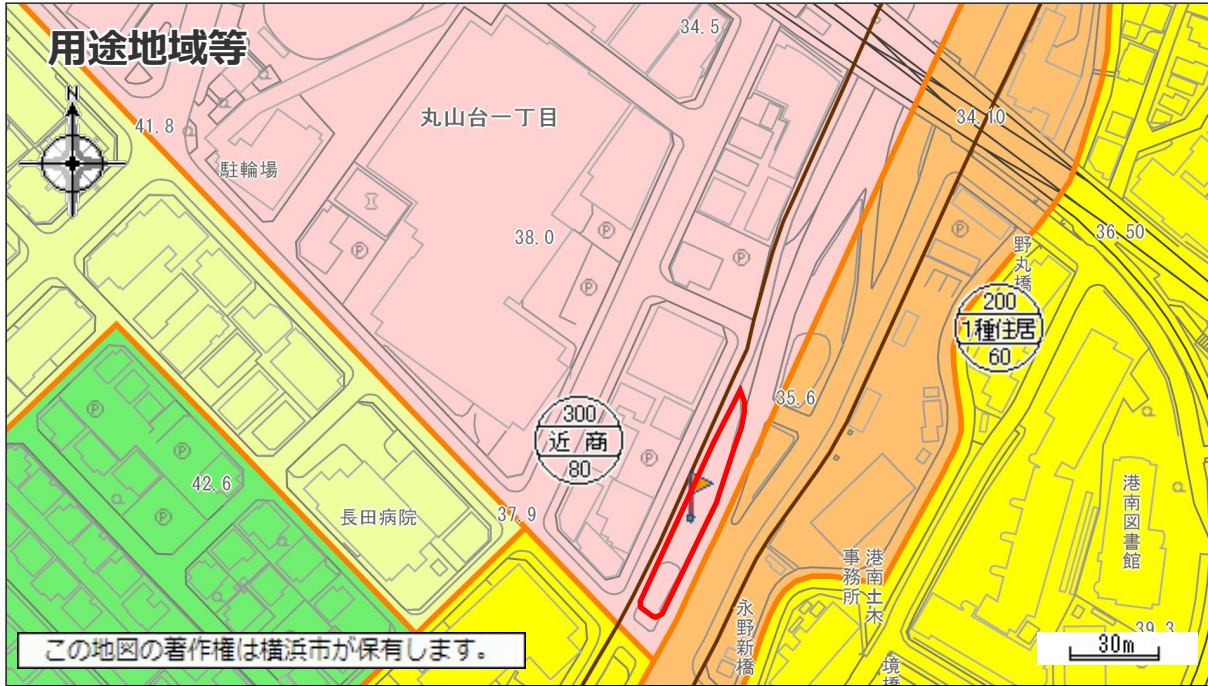 用途地域等
N
34.5
41.8
丸山台一丁目
34.10
駐輪場
P
38.0
P
P
P
P
36.50
野丸橋
P
200
1種住居
60
35.6
300
近商
80
P
P
42.6
P
P
長田病院
37.9
港南図書館
港南土木
事務所
永野新橋
境橋
39.3
30m
この地図の著作権は横浜市が保有します。